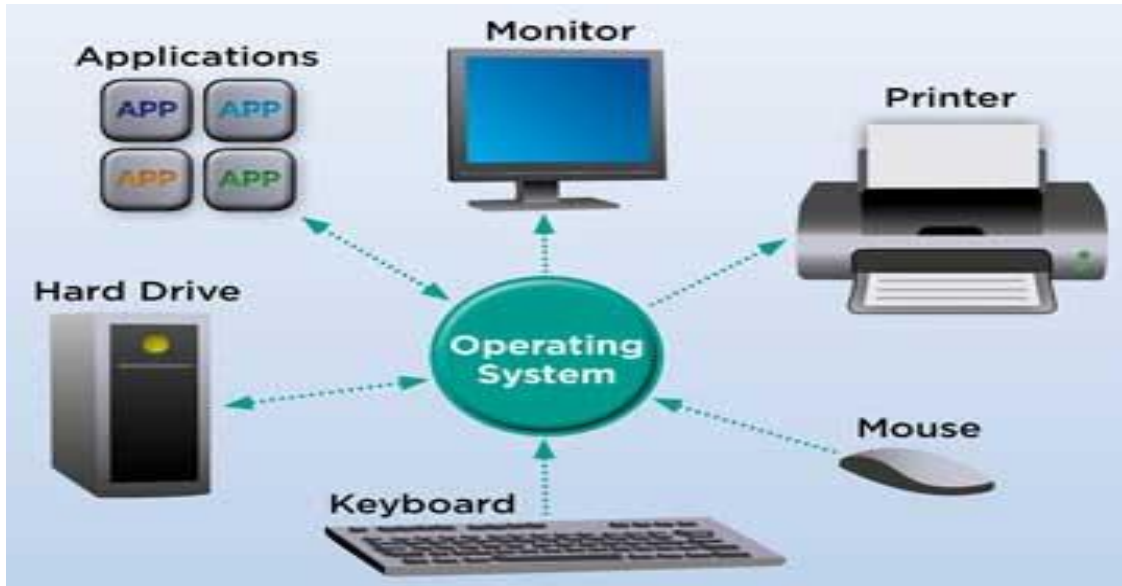 Monitor
Applications
APP APP
APP APP
Printer
Hard Drive
Operating
System
Mouse
Keyboard